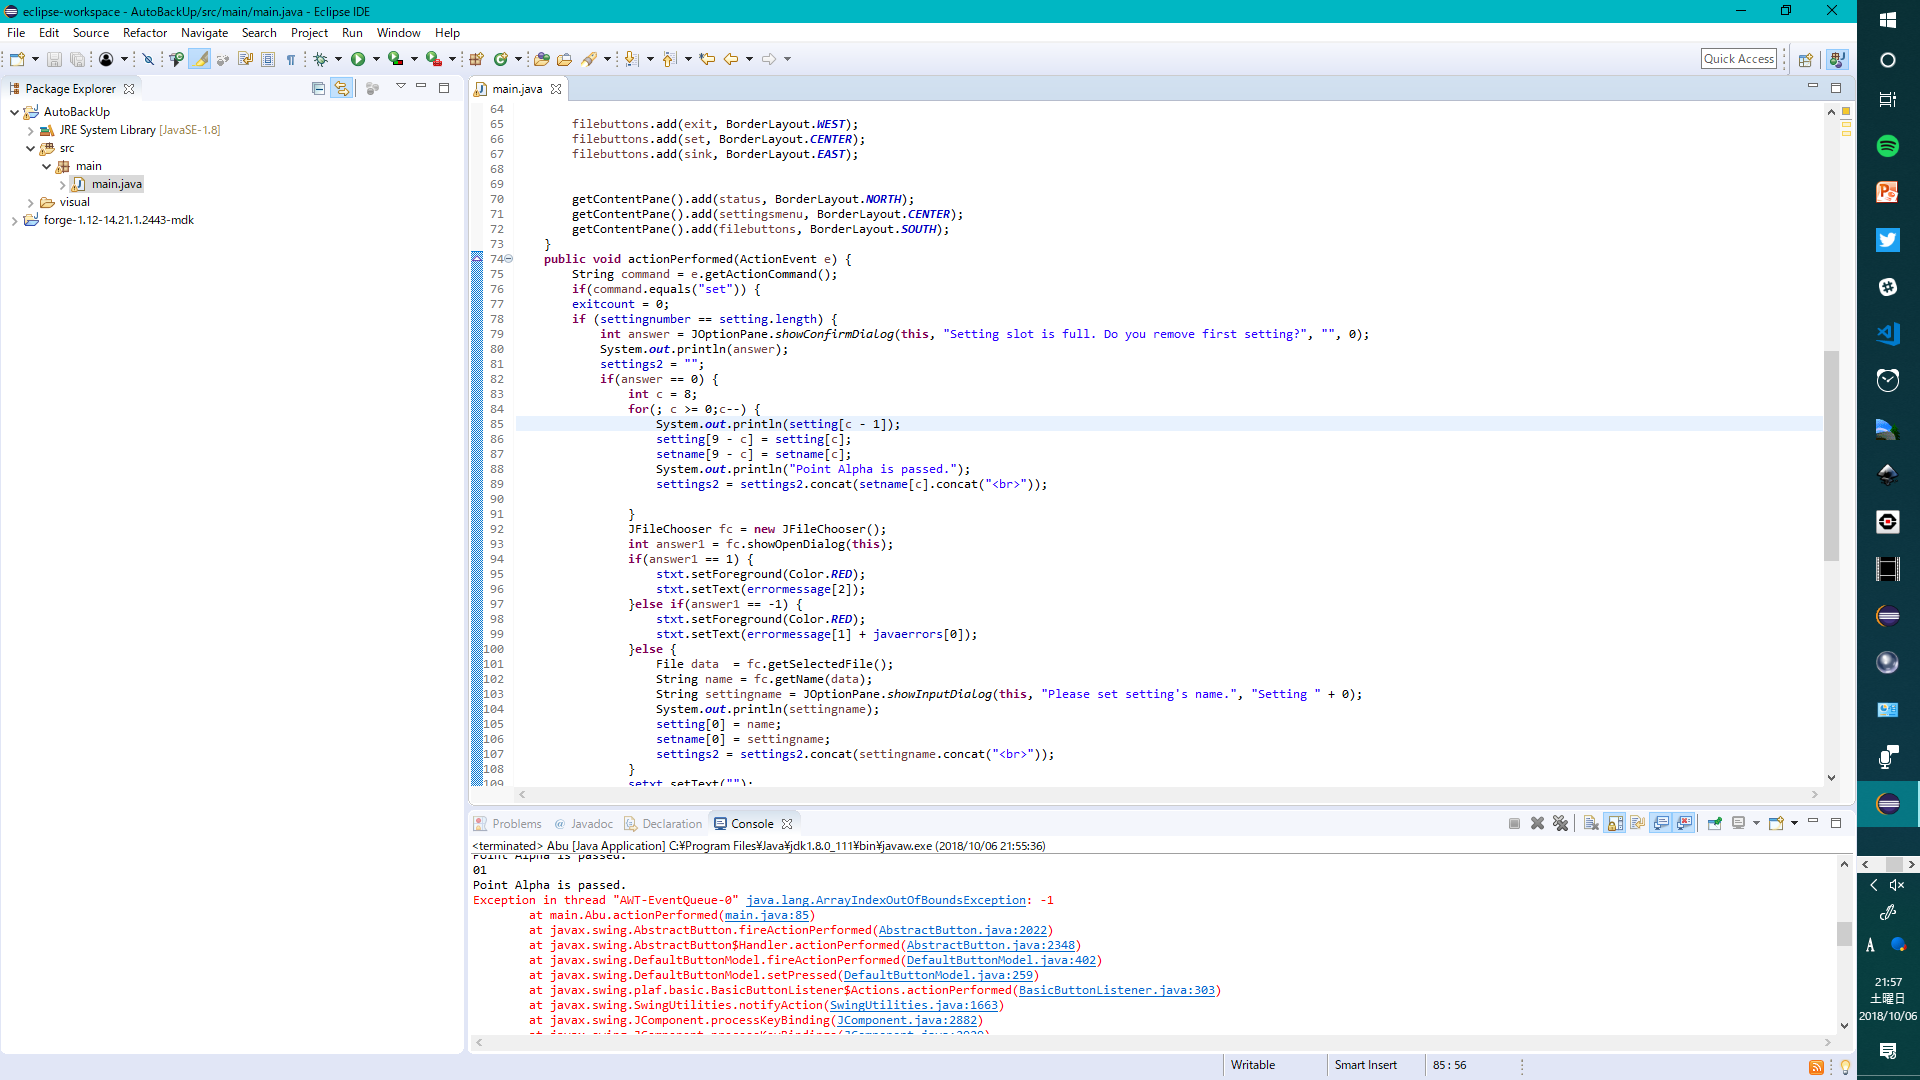 eclipse-workspace - AutoBackUp/src/main/main.java - Eclipse IDE
File Edit Source Refactor Navigate Search Project Run Window Help
Quick Access
Package Explorer
AutoBackUp
JRE System Library [JavaSE-1.8]
src
main
main.java
visual
forge-1.12-14.21.1.2443-mdk
main.java
64
65 filebuttons.add(exit, BorderLayout.WEST);
66 filebuttons.add(set, BorderLayout.CENTER);
67 filebuttons.add(sink, BorderLayout.EAST);
68
69
70 getContentPane().add(status, BorderLayout.NORTH);
71 getContentPane().add(settingsmenu, BorderLayout.CENTER);
72 getContentPane().add(filebuttons, BorderLayout.SOUTH);
73 }
74 public void actionPerformed(ActionEvent e) {
75 String command = e.getActionCommand();
76 if(command.equals("set")) {
77 exitcount = 0;
78 if (settingnumber == setting.length) {
79 int answer = JOptionPane.showConfirmDialog(this, "Setting slot is full. Do you remove first setting?", "", 0);
80 System.out.println(answer);
81 settings2 = "";
82 if(answer == 0) {
83 int c = 8;
84 for(; c >= 0;c--) {
85 System.out.println(setting[c - 1]);
86 setting[9 - c] = setting[c];
87 setname[9 - c] = setname[c];
88 System.out.println("Point Alpha is passed.");
89 settings2 = settings2.concat(setname[c].concat("<br>"));
90
91 }
92 JFileChooser fc = new JFileChooser();
93 int answer1 = fc.showOpenDialog(this);
94 if(answer1 == 1) {
95 stxt.setForeground(Color.RED);
96 stxt.setText(errormessage[2]);
97 }else if(answer1 == -1) {
98 stxt.setForeground(Color.RED);
99 stxt.setText(errormessage[1] + javaerrors[0]);
100 }else {
101 File data  = fc.getSelectedFile();
102 String name = fc.getName(data);
103 String settingname = JOptionPane.showInputDialog(this, "Please set setting's name.", "Setting " + 0);
104 System.out.println(settingname);
105 setting[0] = name;
106 setname[0] = settingname;
107 settings2 = settings2.concat(settingname.concat("<br>"));
108 }
109 setxt.setText("");
Problems @ Javadoc Declaration Console
<terminated> Abu [Java Application] C:¥Program Files¥Java¥jdk1.8.0_111¥bin¥javaw.exe (2018/10/06 21:55:36)
Point Alpha is passed.
01
Point Alpha is passed.
Exception in thread "AWT-EventQueue-0" java.lang.ArrayIndexOutOfBoundsException: -1
at main.Abu.actionPerformed(main.java:85)
at javax.swing.AbstractButton.fireActionPerformed(AbstractButton.java:2022)
at javax.swing.AbstractButton$Handler.actionPerformed(AbstractButton.java:2348)
at javax.swing.DefaultButtonModel.fireActionPerformed(DefaultButtonModel.java:402)
at javax.swing.DefaultButtonModel.setPressed(DefaultButtonModel.java:259)
at javax.swing.plaf.basic.BasicButtonListener$Actions.actionPerformed(BasicButtonListener.java:303)
at javax.swing.SwingUtilities.notifyAction(SwingUtilities.java:1663)
at javax.swing.JComponent.processKeyBinding(JComponent.java:2882)
Writable Smart Insert 85 : 56
A
21:57
土曜日
2018/10/06